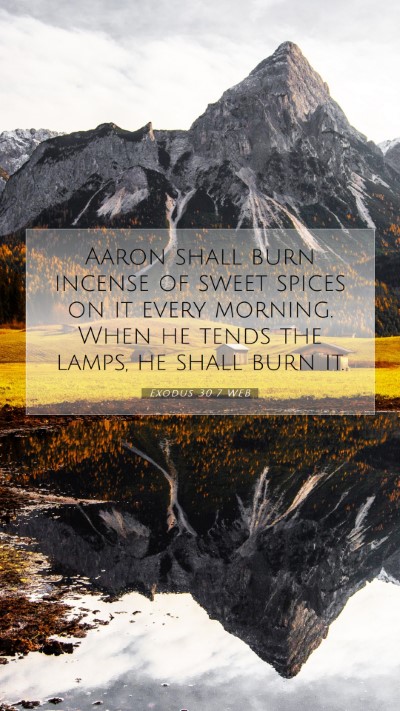 Aaron shall burn
incense of sweet spices
on it every morning.
When he tends the
lamps, he shall burn it.
Exodus 30:7 WEB